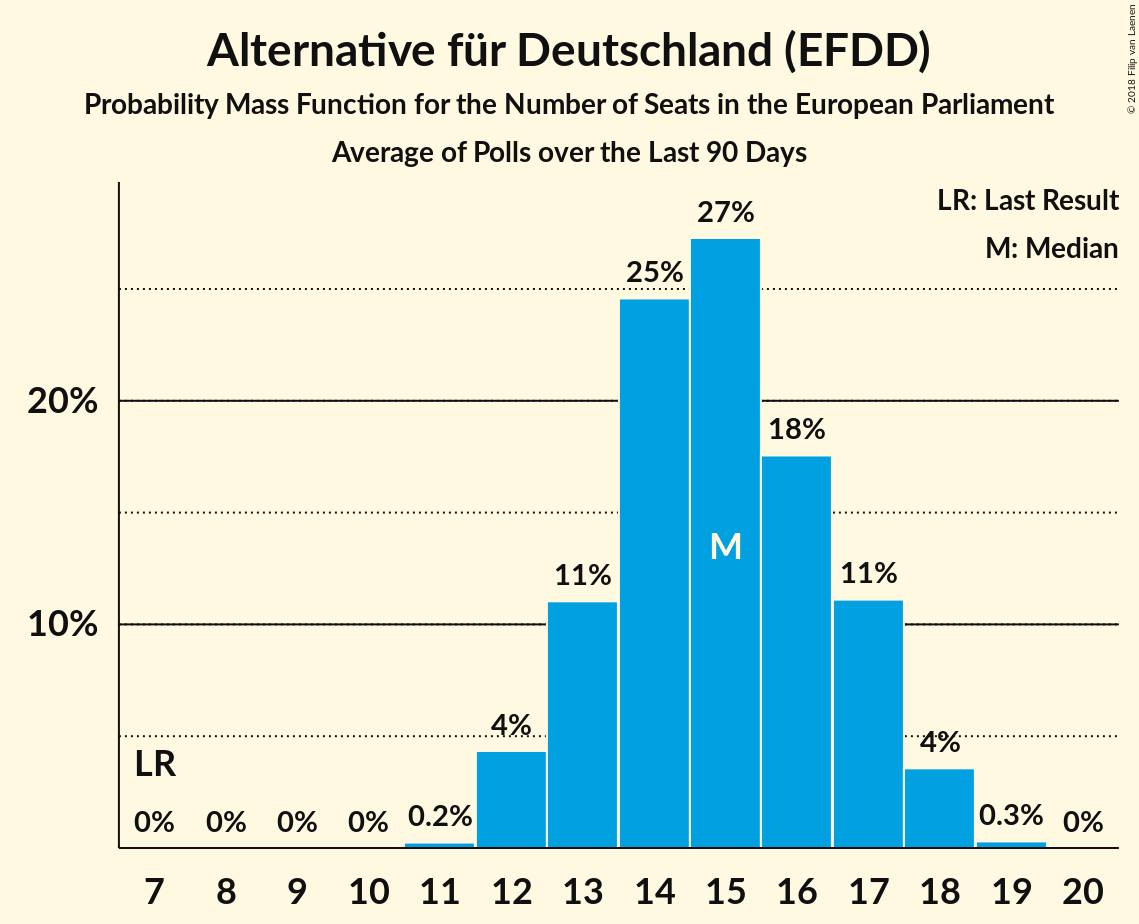 Alternative für Deutschland (EFDD)
Probability Mass Function for the Number of Seats in the European Parliament
Average of Polls over the Last 90 Days
© 2018 Filip van Laenen
LR: Last Result
M: Median
27%
25%
20%
18%
M
11%
11%
10%
4%
4%
LR
0%
0%
0%
0%
0.2%
0.3%
0%
7 8 9 10 11 12 13 14 15 16 17 18 19 20